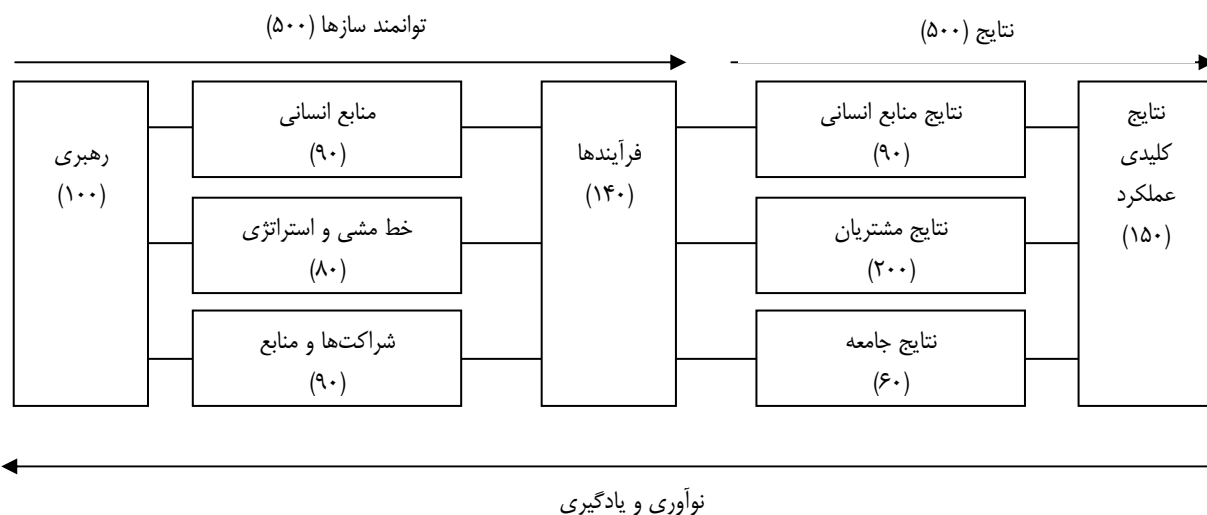 توانمند سازها (۵۰۰)
نتایج (۵۰۰)
رهبری
(۱۰۰)
منابع انسانی
(۹۰)
خط مشی و استراتژی
(۸۰)
شراکت‌ها و منابع
(۹۰)
فرآیندها
(۱۴۰)
نتایج منابع انسانی
(۹۰)
نتایج مشتریان
(۲۰۰)
نتایج جامعه
(۶۰)
نتایج
کلیدی
عملکرد
(۱۵۰)
نوآوری و یادگیری